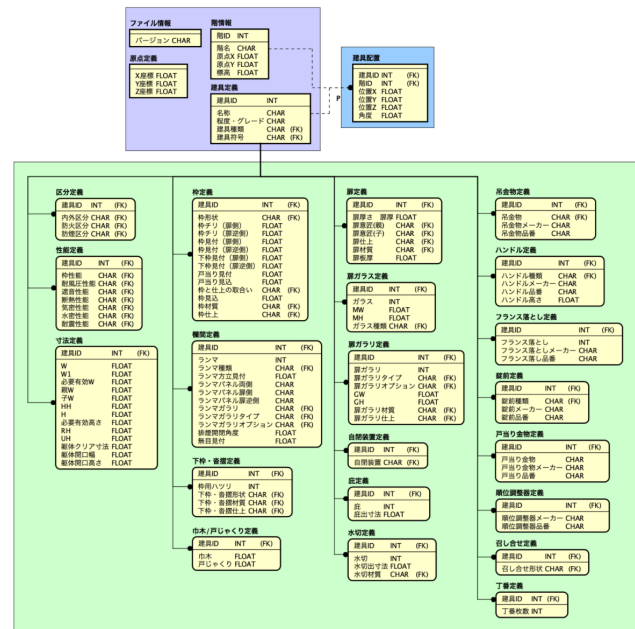 ファイル情報
バージョン CHAR
原点定義
X座標 FLOAT
Y座標 FLOAT
Z座標 FLOAT
階情報
階ID INT
階名 CHAR
原点X FLOAT
原点Y FLOAT
標高 FLOAT
建具定義
建具ID INT
名称 CHAR
程度・グレード CHAR
建具種類 CHAR (FK)
建具符号 CHAR (FK)
P
建具配置
建具ID INT (FK)
階ID INT (FK)
位置X FLOAT
位置Y FLOAT
位置Z FLOAT
角度 FLOAT
区分定義
建具ID INT (FK)
内外区分 CHAR (FK)
防火区分 CHAR (FK)
防煙区分 CHAR (FK)
性能定義
建具ID INT (FK)
枠性能 CHAR (FK)
耐風圧性能 CHAR (FK)
遮音性能 CHAR (FK)
断熱性能 CHAR (FK)
気密性能 CHAR (FK)
水密性能 CHAR (FK)
耐震性能 CHAR (FK)
寸法定義
建具ID INT (FK)
W FLOAT
W1 FLOAT
必要有効W FLOAT
親W FLOAT
子W FLOAT
HH FLOAT
H FLOAT
必要有効高さ FLOAT
RH FLOAT
UH FLOAT
躯体クリア寸法 FLOAT
躯体開口幅 FLOAT
躯体開口高さ FLOAT
枠定義
建具ID INT (FK)
枠形状 CHAR (FK)
枠チリ（扉側） FLOAT
枠チリ（扉逆側） FLOAT
枠見付（扉側） FLOAT
枠見付（扉逆側） FLOAT
下枠見付（扉側） FLOAT
下枠見付（扉逆側） FLOAT
戸当り見付 FLOAT
戸当り見込 FLOAT
枠と仕上の取合い CHAR (FK)
枠見込 FLOAT
枠材質 CHAR (FK)
枠仕上 CHAR (FK)
欄間定義
建具ID INT (FK)
ランマ INT
ランマ種類 CHAR (FK)
ランマ方立見付 FLOAT
ランマパネル両側 CHAR
ランマパネル扉側 CHAR
ランマパネル扉逆側 CHAR
ランマガラリ CHAR (FK)
ランマガラリタイプ CHAR (FK)
ランマガラリオプション CHAR (FK)
排煙開閉角度 FLOAT
無目見付 FLOAT
下枠・沓摺定義
建具ID INT (FK)
枠用ハツリ INT
下枠・沓摺形状 CHAR (FK)
下枠・沓摺材質 CHAR (FK)
下枠・沓摺仕上 CHAR (FK)
巾木/戸じゃくり定義
建具ID INT (FK)
巾木 FLOAT
戸じゃくり FLOAT
扉定義
建具ID INT (FK)
扉厚さ 扉厚 FLOAT
扉意匠(親) CHAR (FK)
扉意匠(子) CHAR (FK)
扉仕上 CHAR (FK)
扉材質 CHAR (FK)
扉板厚 FLOAT
扉ガラス定義
建具ID INT (FK)
ガラス INT
MW FLOAT
MH FLOAT
ガラス種類 CHAR (FK)
扉ガラリ定義
建具ID INT (FK)
扉ガラリ INT
扉ガラリタイプ CHAR (FK)
扉ガラリオプション CHAR (FK)
GW FLOAT
GH FLOAT
扉ガラリ材質 CHAR (FK)
扉ガラリ仕上 CHAR (FK)
自閉装置定義
建具ID INT (FK)
自閉装置 CHAR (FK)
庇定義
建具ID INT (FK)
庇 INT
庇出寸法 FLOAT
水切定義
建具ID INT (FK)
水切 INT
水切出寸法 FLOAT
水切材質 CHAR (FK)
吊金物定義
建具ID INT (FK)
吊金物 CHAR (FK)
吊金物メーカー CHAR
吊金物品番 CHAR
ハンドル定義
建具ID INT (FK)
ハンドル種類 CHAR (FK)
ハンドルメーカー CHAR
ハンドル品番 CHAR
ハンドル高さ FLOAT
フランス落とし定義
建具ID INT (FK)
フランス落とし INT
フランス落としメーカー CHAR
フランス落とし品番 CHAR
錠前定義
建具ID INT (FK)
錠前種類 CHAR (FK)
錠前メーカー CHAR
錠前品番 CHAR
戸当り金物定義
建具ID INT (FK)
戸当り金物 CHAR
戸当り金物メーカー CHAR
戸当り品番 CHAR
順位調整器定義
建具ID INT (FK)
順位調整器メーカー CHAR
順位調整器品番 CHAR
召し合せ定義
建具ID INT (FK)
召し合せ形状 CHAR (FK)
丁番定義
建具ID INT (FK)
丁番枚数 INT